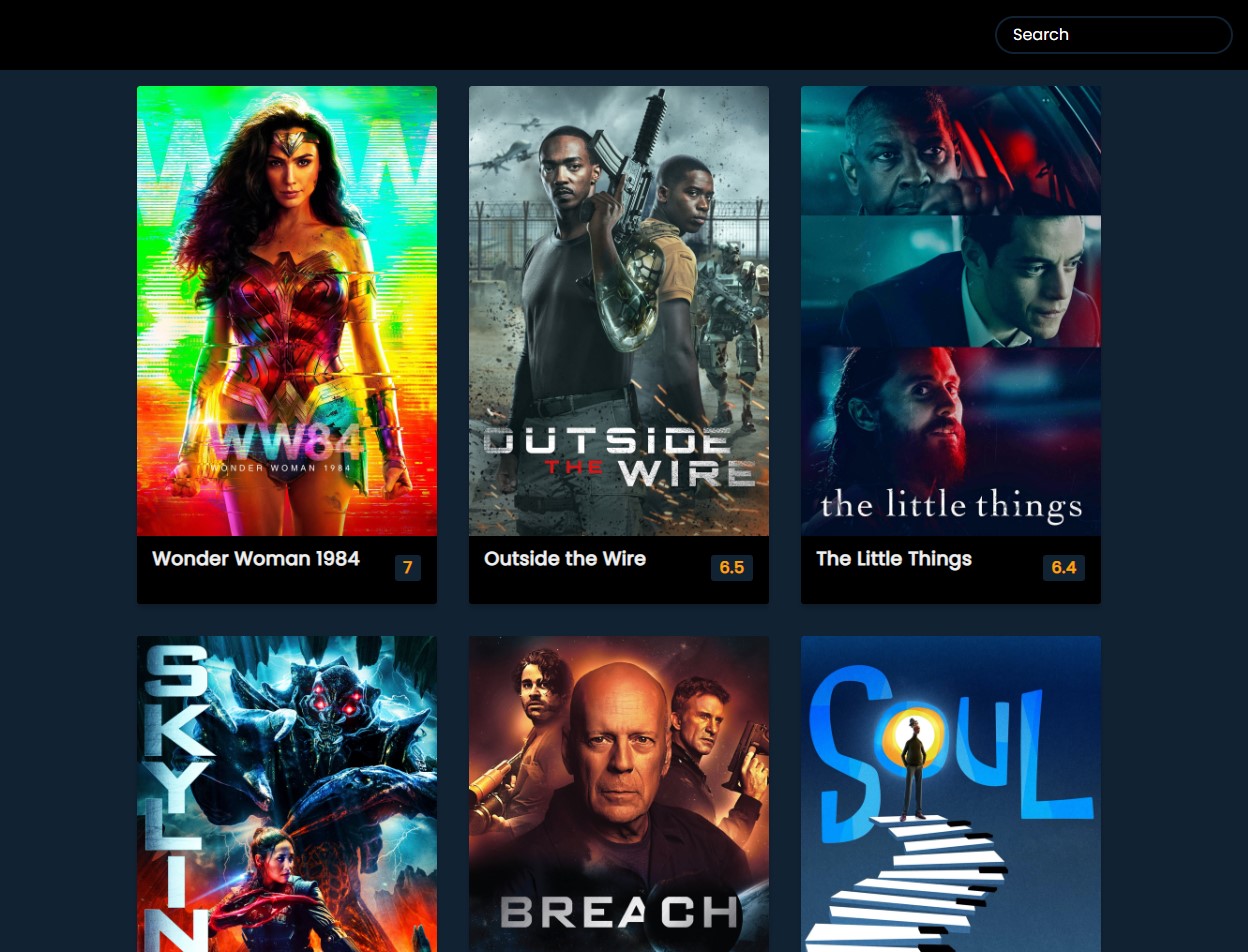 Search
WW84
WONDER WOMAN 1984
OUTSIDE
THE WIRE
the little things
Wonder Woman 1984
7
Outside the Wire
6.5
The Little Things
6.4
SKYLIN
BREACH
SOUL